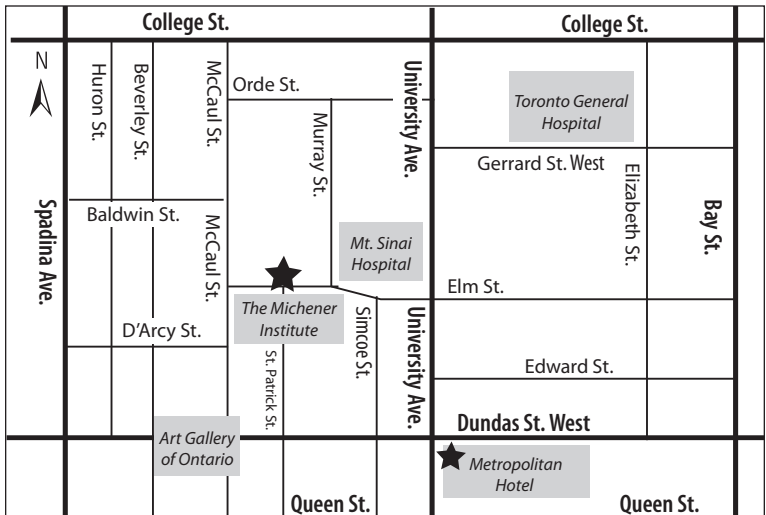 College St.
College St.
N
Huron St.
Beverley St.
McCaul St.
Orde St.
University Ave.
Toronto General
Hospital
Murray St.
Gerrard St. West
Elizabeth St.
Spadina Ave.
Baldwin St.
McCaul St.
Bay St.
Mt. Sinai
Hospital
Elm St.
The Michener
Institute
D'Arcy St.
St. Patrick St.
Simcoe St.
University Ave.
Edward St.
Dundas St. West
Art Gallery
of Ontario
Metropolitan
Hotel
Queen St.
Queen St.